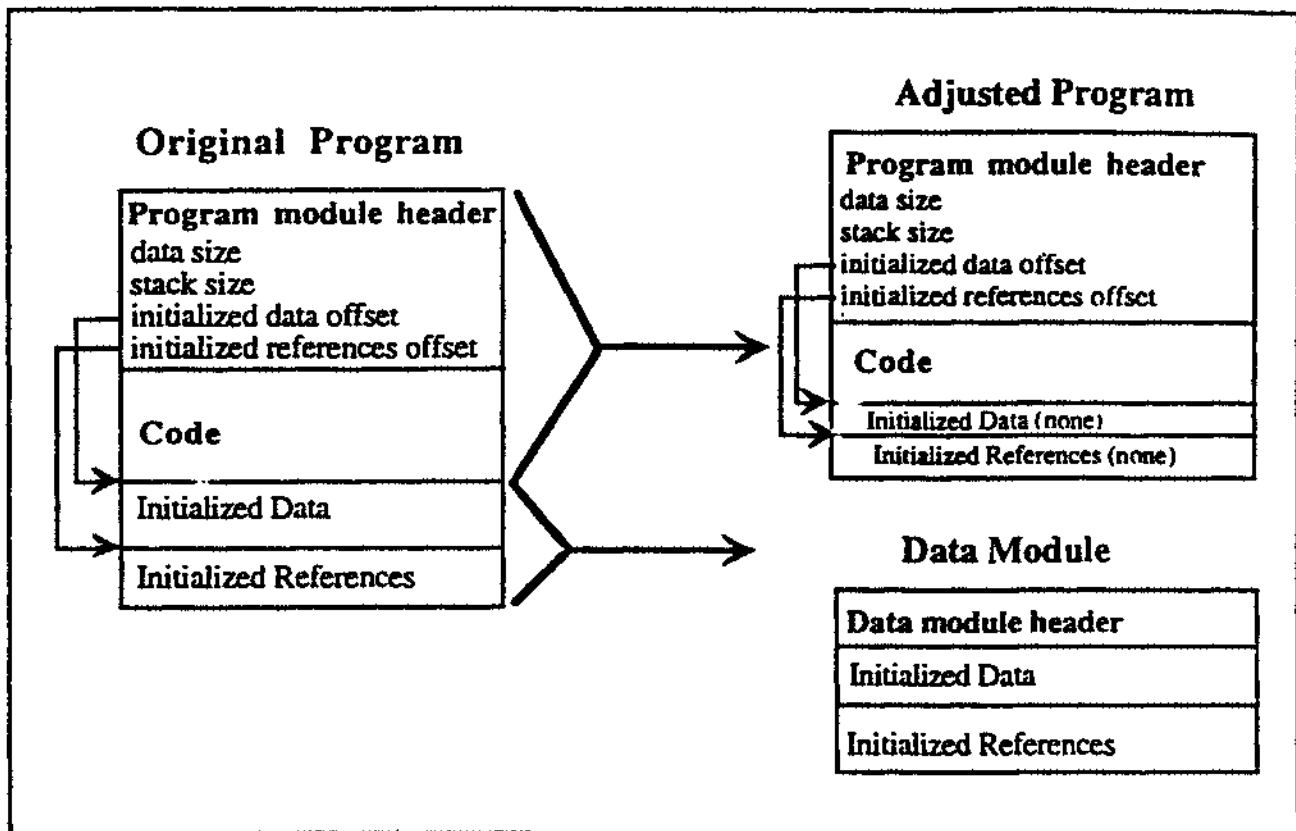 Original Program
Program module header
data size
stack size
initialized data offset
initialized references offset
Code
Initialized Data
Initialized References
Adjusted Program
Program module header
data size
stack size
initialized data offset
initialized references offset
Code
Initialized Data (none)
Initialized References (none)
Data Module
Data module header
Initialized Data
Initialized References